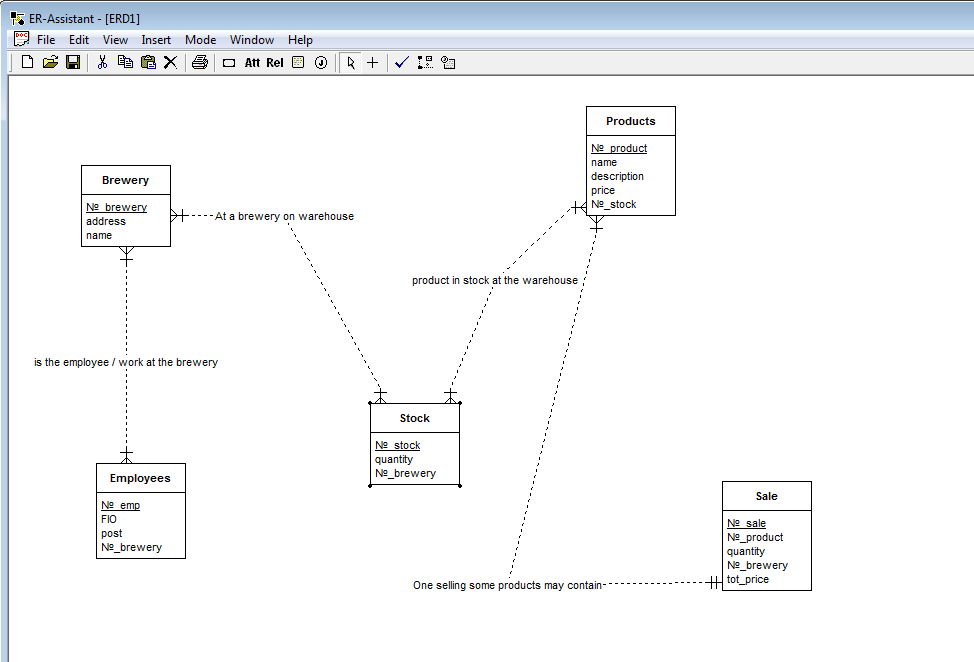 ER-Assistant - [ERD1]
DOC File Edit View Insert Mode Window Help
Att Rel J
Products
№_product
name
description
price
№_stock
Brewery
№_brewery
address
name
At a brewery on warehouse
product in stock at the warehouse
is the employee / work at the brewery
Stock
№_stock
quantity
№_brewery
Employees
№_emp
FIO
post
№_brewery
Sale
№_sale
№_product
quantity
№_brewery
tot_price
One selling some products may contain